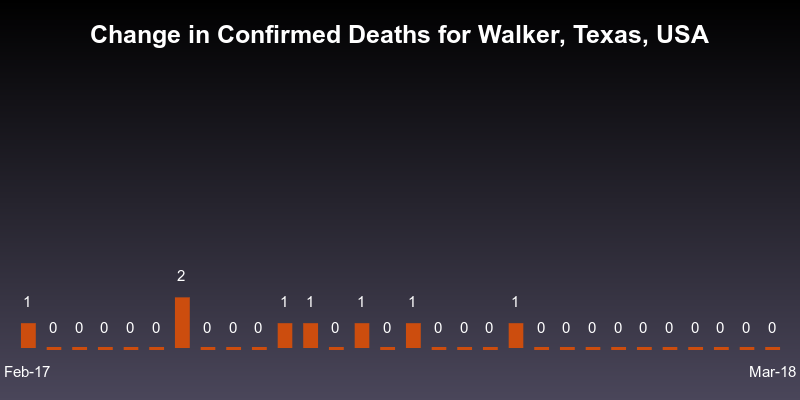 Change in Confirmed Deaths for Walker, Texas, USA
2
1 1 1 1 1 1
0 0 0 0 0 0 0 0 0 0 0 0 0 0 0 0 0 0 0 0 0 0 0
Feb-17 Mar-18